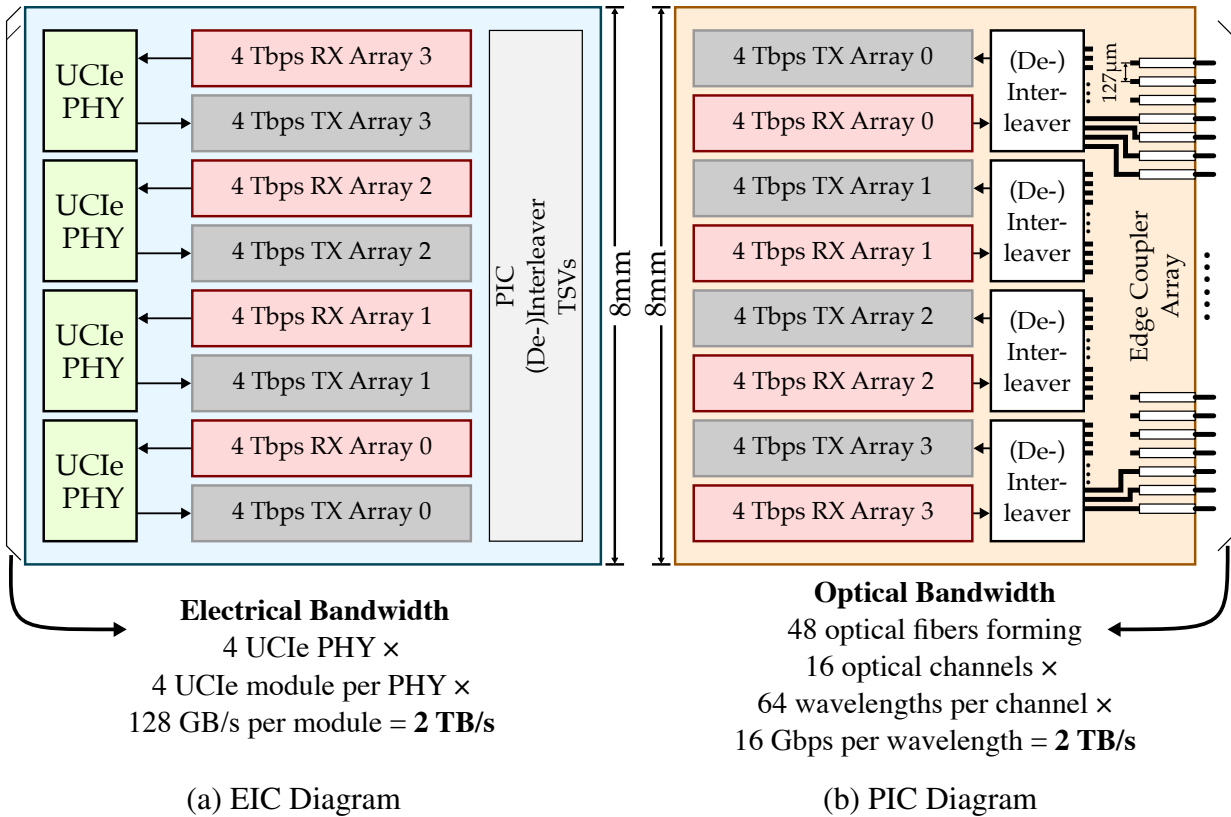 UCIe
PHY
4 Tbps RX Array 3
4 Tbps TX Array 3
UCIe
PHY
4 Tbps RX Array 2
4 Tbps TX Array 2
UCIe
PHY
4 Tbps RX Array 1
4 Tbps TX Array 1
UCIe
PHY
4 Tbps RX Array 0
4 Tbps TX Array 0
PIC
(De-)Interleaver
TSVs
8mm
Electrical Bandwidth
4 UCIe PHY ×
4 UCIe module per PHY ×
128 GB/s per module = 2 TB/s
(a) EIC Diagram
8mm
4 Tbps TX Array 0
4 Tbps RX Array 0
(De-)
Inter-
leaver
4 Tbps TX Array 1
4 Tbps RX Array 1
(De-)
Inter-
leaver
4 Tbps TX Array 2
4 Tbps RX Array 2
(De-)
Inter-
leaver
4 Tbps TX Array 3
4 Tbps RX Array 3
(De-)
Inter-
leaver
127μm
Edge Coupler
Array
Optical Bandwidth
48 optical fibers forming
16 optical channels ×
64 wavelengths per channel ×
16 Gbps per wavelength = 2 TB/s
(b) PIC Diagram